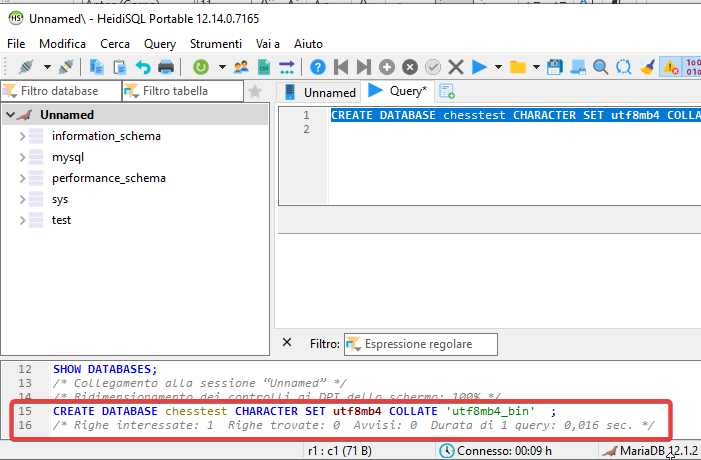 Unnamed\ - HeidiSQL Portable 12.14.0.7165
File Modifica Cerca Query Strumenti Vai a Aiuto
Filtro database Filtro tabella
Unnamed Query*
Unnamed
information_schema
mysql
performance_schema
sys
test
1 CREATE DATABASE chesstest CHARACTER SET utf8mb4 COLLA
2
Filtro: Espressione regolare
12 SHOW DATABASES;
13 /* Collegamento alla sessione “Unnamed” */
14 /* Ridimensionamento dei controlli ai DPI dello schermo: 100% */
15 CREATE DATABASE chesstest CHARACTER SET utf8mb4 COLLATE 'utf8mb4_bin' ;
16 /* Righe interessate: 1 Righe trovate: 0 Avvisi: 0 Durata di 1 query: 0,016 sec. */
r1 : c1 (71 B) Connesso: 00:09 h MariaDB 12.1.2